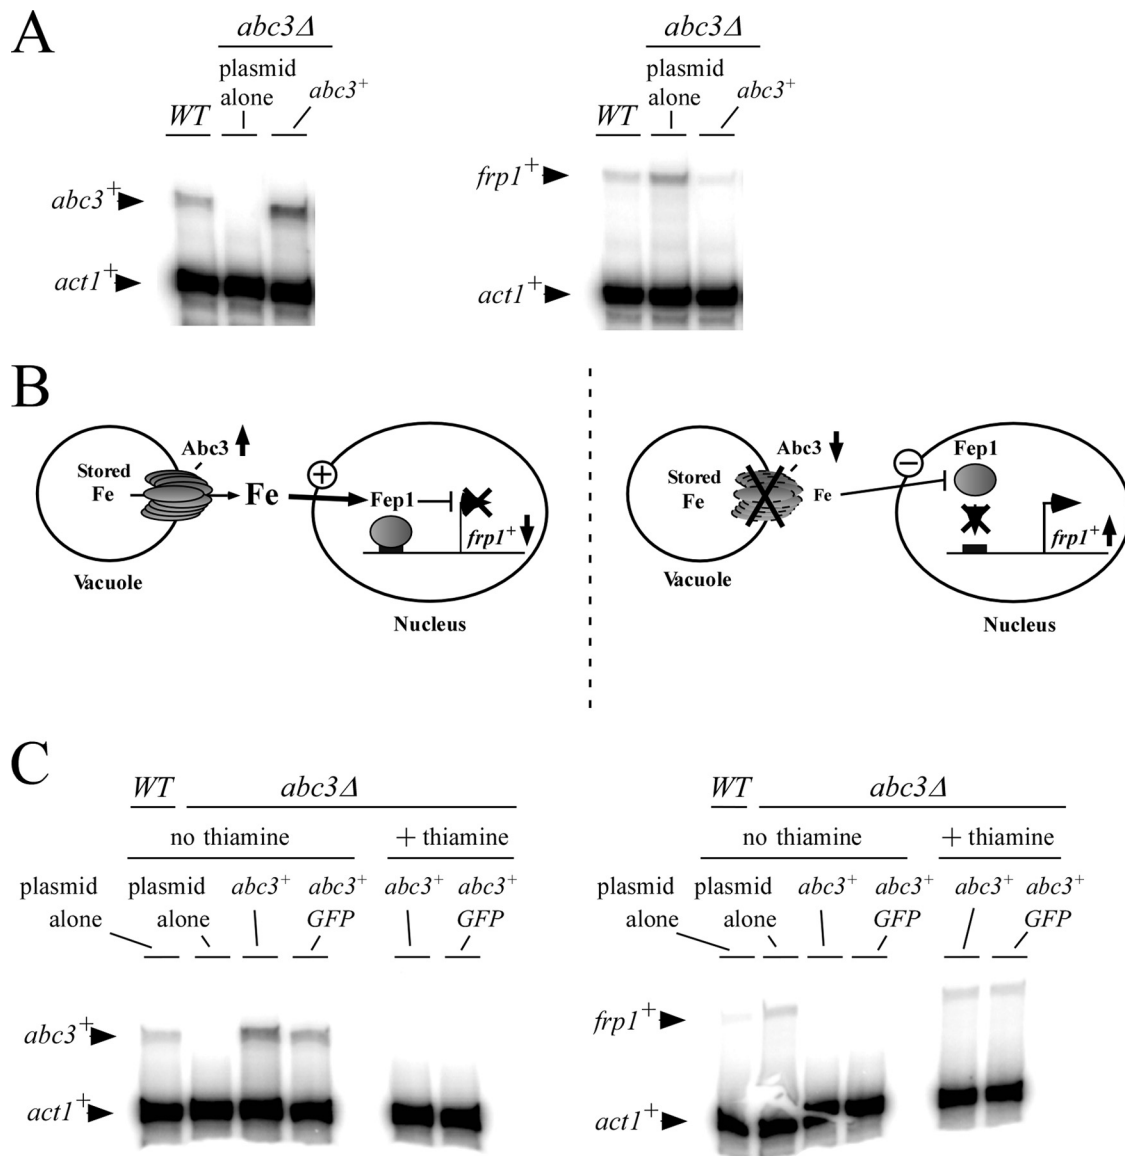 A
abc3Δ
plasmid
alone
abc3+
WT
abc3+
act1+
abc3Δ
plasmid
alone
abc3+
WT
frp1+
act1+
B
Abc3
Stored
Fe
Fe
Vacuole
+
Fep1
frp1+
Nucleus
Abc3
Stored
Fe
Fe
Vacuole
−
Fep1
frp1+
Nucleus
C
WT abc3Δ
no thiamine + thiamine
plasmid plasmid abc3+ abc3+ abc3+ abc3+
alone alone GFP GFP
abc3+
act1+
WT abc3Δ
no thiamine + thiamine
plasmid plasmid abc3+ abc3+ abc3+ abc3+
alone alone GFP GFP
frp1+
act1+